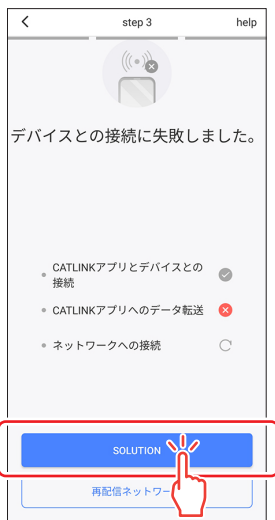 step 3
help
デバイスとの接続に失敗しました。
CATLINKアプリとデバイスとの
接続
CATLINKアプリへのデータ転送
ネットワークへの接続
SOLUTION
再配信ネットワー